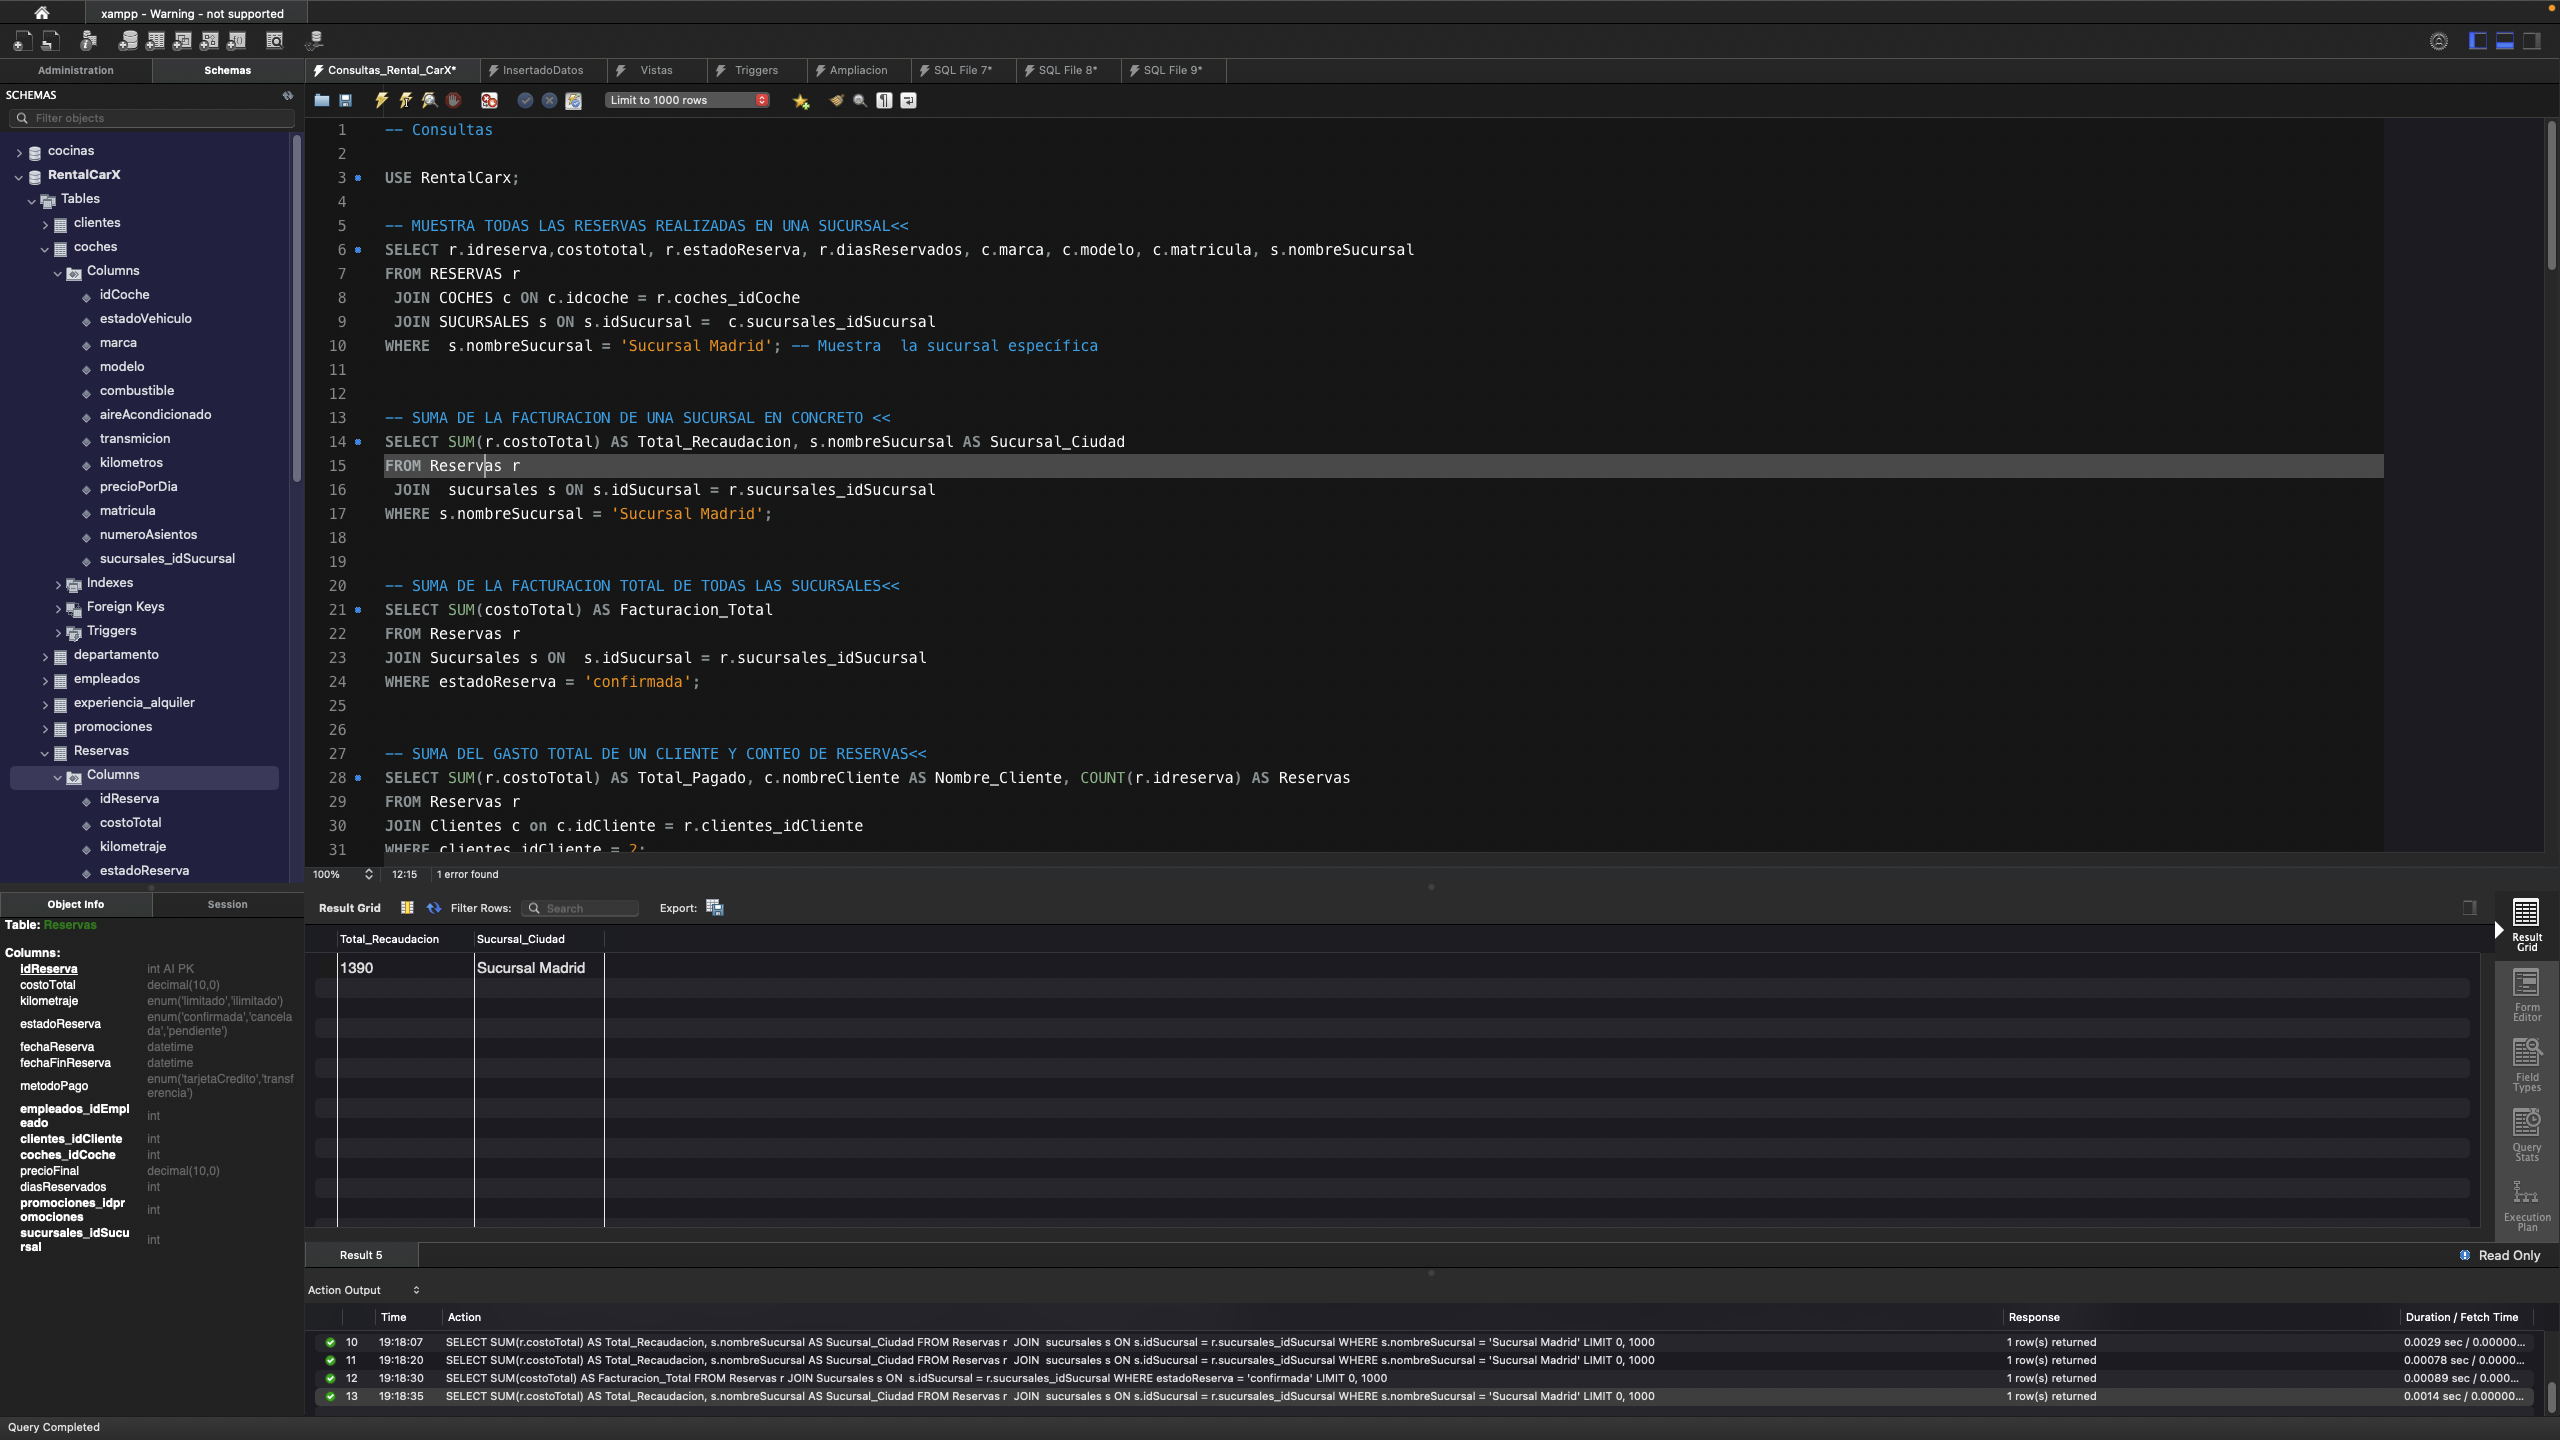 xampp - Warning - not supported
Administration
Schemas
Consultas_Rental_CarX*
InsertadoDatos
Vistas
Triggers
Ampliacion
SQL File 7*
SQL File 8*
SQL File 9*
SCHEMAS
Filter objects
Limit to 1000 rows
cocinas
RentalCarX
Tables
clientes
coches
Columns
idCoche
estadoVehiculo
marca
modelo
combustible
aireAcondicionado
transmicion
kilometros
precioPorDia
matricula
numeroAsientos
sucursales_idSucursal
Indexes
Foreign Keys
Triggers
departamento
empleados
experiencia_alquiler
promociones
Reservas
Columns
idReserva
costoTotal
kilometraje
estadoReserva
1 -- Consultas
2
3 USE RentalCarx;
4
5 -- MUESTRA TODAS LAS RESERVAS REALIZADAS EN UNA SUCURSAL<<
6 SELECT r.idreserva,costototal, r.estadoReserva, r.diasReservados, c.marca, c.modelo, c.matricula, s.nombreSucursal
7 FROM RESERVAS r
8 JOIN COCHES c ON c.idcoche = r.coches_idCoche
9 JOIN SUCURSALES s ON s.idSucursal =  c.sucursales_idSucursal
10 WHERE  s.nombreSucursal = 'Sucursal Madrid'; -- Muestra  la sucursal específica
11
12
13 -- SUMA DE LA FACTURACION DE UNA SUCURSAL EN CONCRETO <<
14 SELECT SUM(r.costoTotal) AS Total_Recaudacion, s.nombreSucursal AS Sucursal_Ciudad
15 FROM Reservas r
16 JOIN  sucursales s ON s.idSucursal = r.sucursales_idSucursal
17 WHERE s.nombreSucursal = 'Sucursal Madrid';
18
19
20 -- SUMA DE LA FACTURACION TOTAL DE TODAS LAS SUCURSALES<<
21 SELECT SUM(costoTotal) AS Facturacion_Total
22 FROM Reservas r
23 JOIN Sucursales s ON  s.idSucursal = r.sucursales_idSucursal
24 WHERE estadoReserva = 'confirmada';
25
26
27 -- SUMA DEL GASTO TOTAL DE UN CLIENTE Y CONTEO DE RESERVAS<<
28 SELECT SUM(r.costoTotal) AS Total_Pagado, c.nombreCliente AS Nombre_Cliente, COUNT(r.idreserva) AS Reservas
29 FROM Reservas r
30 JOIN Clientes c on c.idCliente = r.clientes_idCliente
31 WHERE clientes_idCliente = 2;
100%
12:15
1 error found
Object Info
Session
Table: Reservas
Columns:
idReserva int AI PK
costoTotal decimal(10,0)
kilometraje enum('limitado','ilimitado')
estadoReserva enum('confirmada','cancela
da','pendiente')
fechaReserva datetime
fechaFinReserva datetime
metodoPago enum('tarjetaCredito','transf
erencia')
empleados_idEmpl
eado int
clientes_idCliente int
coches_idCoche int
precioFinal decimal(10,0)
diasReservados int
promociones_idpr
omociones int
sucursales_idSucu
rsal int
Result Grid
Filter Rows:
Search
Export:
Total_Recaudacion Sucursal_Ciudad
1390 Sucursal Madrid
Result
Grid
Form
Editor
Field
Types
Query
Stats
Execution
Plan
Result 5
Read Only
Action Output
Time Action Response Duration / Fetch Time
10 19:18:07 SELECT SUM(r.costoTotal) AS Total_Recaudacion, s.nombreSucursal AS Sucursal_Ciudad FROM Reservas r  JOIN  sucursales s ON s.idSucursal = r.sucursales_idSucursal WHERE s.nombreSucursal = 'Sucursal Madrid' LIMIT 0, 1000 1 row(s) returned 0.0029 sec / 0.00000...
11 19:18:20 SELECT SUM(r.costoTotal) AS Total_Recaudacion, s.nombreSucursal AS Sucursal_Ciudad FROM Reservas r  JOIN  sucursales s ON s.idSucursal = r.sucursales_idSucursal WHERE s.nombreSucursal = 'Sucursal Madrid' LIMIT 0, 1000 1 row(s) returned 0.00078 sec / 0.0000...
12 19:18:30 SELECT SUM(costoTotal) AS Facturacion_Total FROM Reservas r JOIN Sucursales s ON  s.idSucursal = r.sucursales_idSucursal WHERE estadoReserva = 'confirmada' LIMIT 0, 1000 1 row(s) returned 0.00089 sec / 0.000...
13 19:18:35 SELECT SUM(r.costoTotal) AS Total_Recaudacion, s.nombreSucursal AS Sucursal_Ciudad FROM Reservas r  JOIN  sucursales s ON s.idSucursal = r.sucursales_idSucursal WHERE s.nombreSucursal = 'Sucursal Madrid' LIMIT 0, 1000 1 row(s) returned 0.0014 sec / 0.00000...
Query Completed